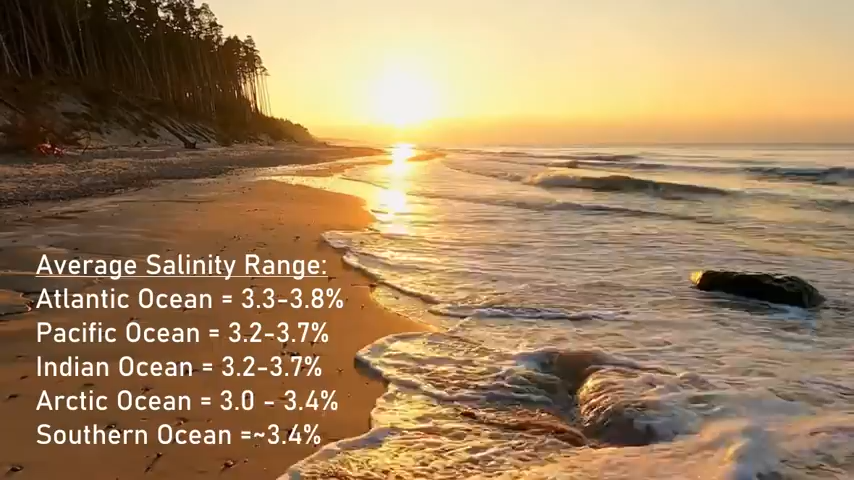 Average Salinity Range:
Atlantic Ocean = 3.3-3.8%
Pacific Ocean = 3.2-3.7%
Indian Ocean = 3.2-3.7%
Arctic Ocean = 3.0 - 3.4%
Southern Ocean =~3.4%